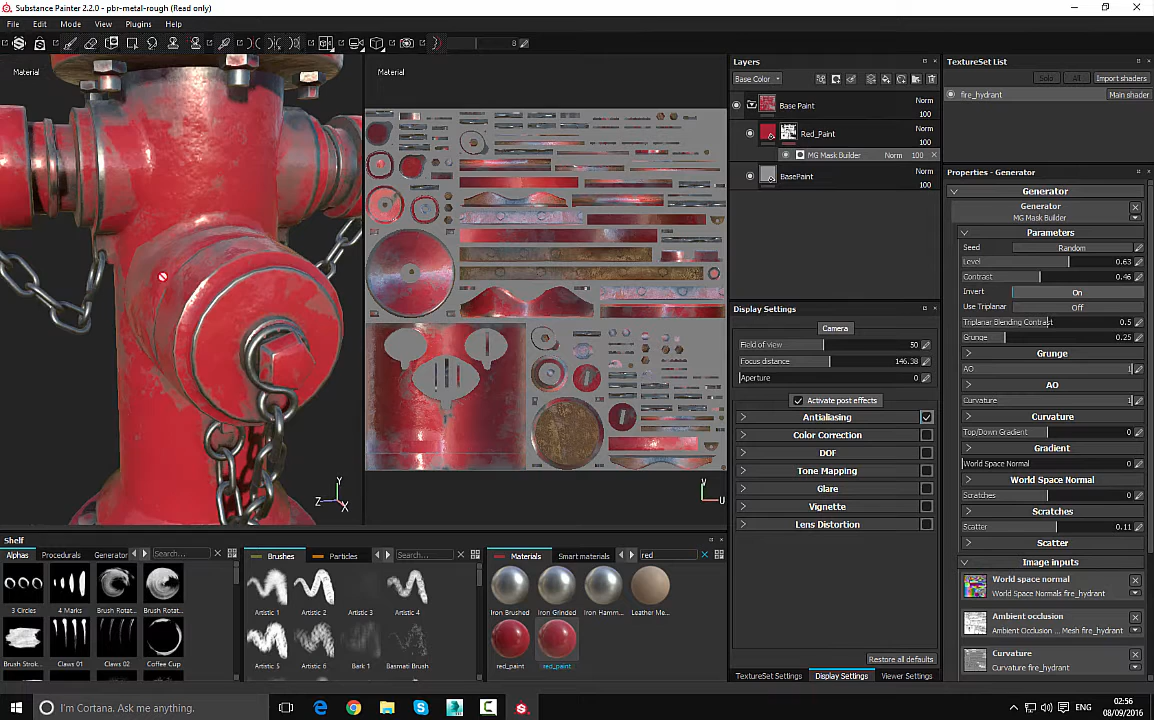 Substance Painter 2.2.0 - pbr-metal-rough (Read only)
File Edit Mode View Plugins Help
8
Material
Material
Z Y X
V U
Layers
Base Color
Base Paint Norm 100
Red_Paint Norm 100
MG Mask Builder Norm 100
BasePaint Norm 100
Display Settings
Camera
Field of view 50
Focus distance 146.38
Aperture 0
Activate post effects
Antialiasing
Color Correction
DOF
Tone Mapping
Glare
Vignette
Lens Distortion
Restore all defaults
TextureSet Settings Display Settings Viewer Settings
TextureSet List
Solo All Import shaders
fire_hydrant Main shader
Properties - Generator
Generator
Generator
MG Mask Builder
Parameters
Seed Random
Level 0.63
Contrast 0.46
Invert On
Use Triplanar Off
Triplanar Blending Contrast 0.5
Grunge 0.25
Grunge
AO 1
AO
Curvature 1
Curvature
Top/Down Gradient 0
Gradient
World Space Normal 0
World Space Normal
Scratches 0
Scratches
Scatter 0.11
Scatter
Image inputs
World space normal
World Space Normals fire_hydrant
Ambient occlusion
Ambient Occlusion ... Mesh fire_hydrant
Curvature
Curvature fire_hydrant
Shelf
Alphas Procedurals Generator Search...
3 Circles 4 Marks Brush Rotat... Brush Rotat...
Brush Strok... Claws 01 Claws 02 Coffee Cup
Brushes Particles Search...
Artistic 1 Artistic 2 Artistic 3 Artistic 4
Artistic 5 Artistic 6 Bark 1 Basmati Brush
Materials Smart materials red
Iron Brushed Iron Grinded Iron Hamm... Leather Me...
red_paint red_paint
I'm Cortana. Ask me anything.
ENG
02:56
08/09/2016